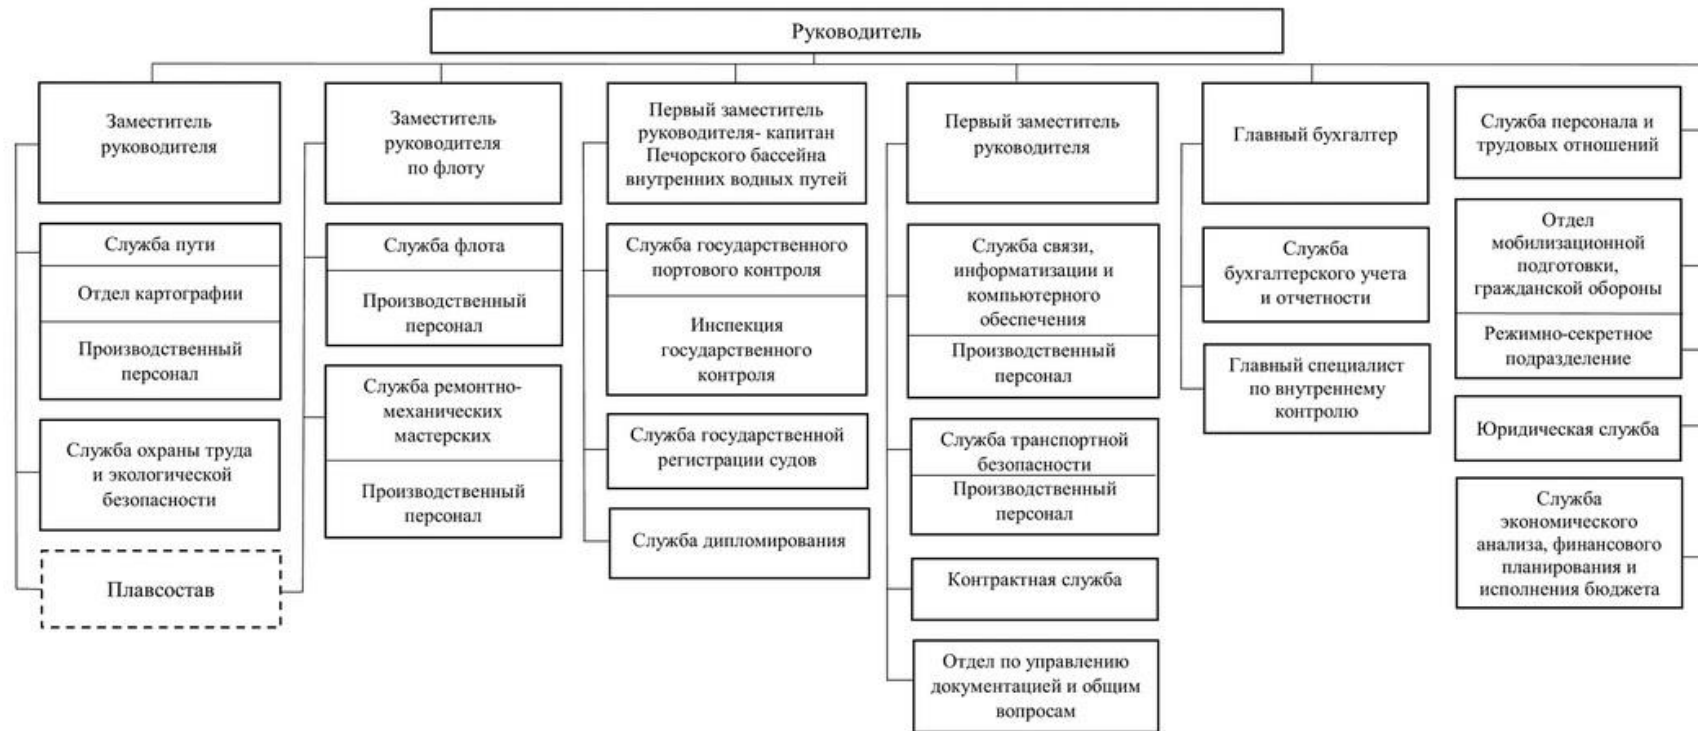 Руководитель
Заместитель
руководителя
Служба пути
Отдел картографии
Производственный
персонал
Служба охраны труда
и экологической
безопасности
Плавсостав
Заместитель
руководителя
по флоту
Служба флота
Производственный
персонал
Служба ремонтно-
механических
мастерских
Производственный
персонал
Первый заместитель
руководителя- капитан
Печорского бассейна
внутренних водных путей
Служба государственного
портового контроля
Инспекция
государственного
контроля
Служба государственной
регистрации судов
Служба дипломирования
Первый заместитель
руководителя
Служба связи,
информатизации и
компьютерного
обеспечения
Производственный
персонал
Служба транспортной
безопасности
Производственный
персонал
Контрактная служба
Отдел по управлению
документацией и общим
вопросам
Главный бухгалтер
Служба
бухгалтерского учета
и отчетности
Главный специалист
по внутреннему
контролю
Служба персонала и
трудовых отношений
Отдел
мобилизационной
подготовки,
гражданской обороны
Режимно-секретное
подразделение
Юридическая служба
Служба
экономического
анализа, финансового
планирования и
исполнения бюджета